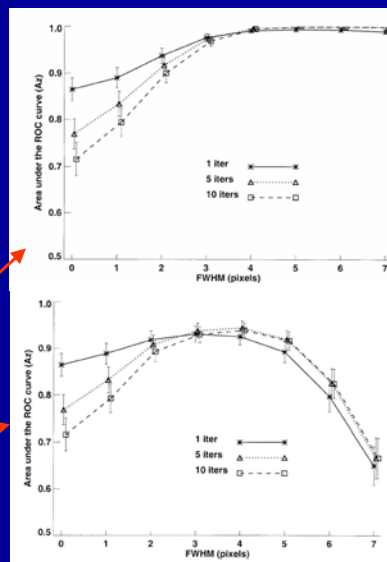 1.0
0.9
0.8
0.7
0.6
0.5
Area under the ROC curve (Az)
1 iter
5 iters
10 iters
0 1 2 3 4 5 6 7
FWHM (pixels)
1.0
0.9
0.8
0.7
0.6
0.5
Area under the ROC curve (Az)
1 iter
5 iters
10 iters
0 1 2 3 4 5 6 7
FWHM (pixels)